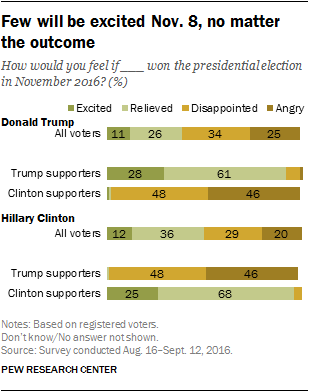 Few will be excited Nov. 8, no matter
the outcome
How would you feel if ___ won the presidential election
in November 2016? (%)
Excited Relieved Disappointed Angry
Donald Trump
All voters 11 26 34 25
Trump supporters 28 61
Clinton supporters 48 46
Hillary Clinton
All voters 12 36 29 20
Trump supporters 48 46
Clinton supporters 25 68
Notes: Based on registered voters.
Don't know/No answer not shown.
Source: Survey conducted Aug. 16–Sept. 12, 2016.
PEW RESEARCH CENTER